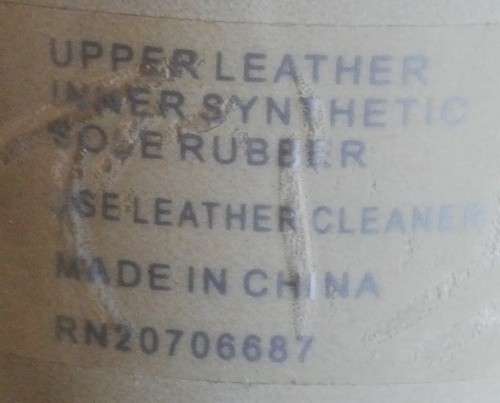 UPPER LEATHER
INNER SYNTHETIC
SOLE RUBBER
USE LEATHER CLEANER
MADE IN CHINA
RN20706687